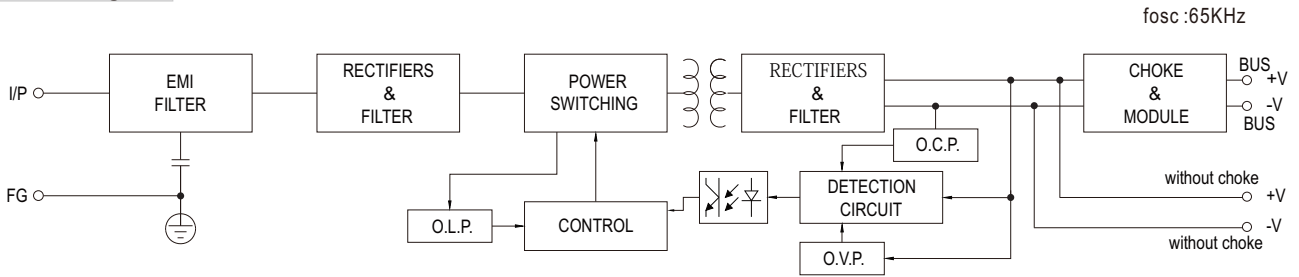 fosc :65KHz
I/P
EMI
FILTER
RECTIFIERS
&
FILTER
POWER
SWITCHING
RECTIFIERS
&
FILTER
CHOKE
&
MODULE
BUS
+V
-V
BUS
O.C.P.
FG
O.L.P.
CONTROL
DETECTION
CIRCUIT
O.V.P.
without choke
+V
-V
without choke